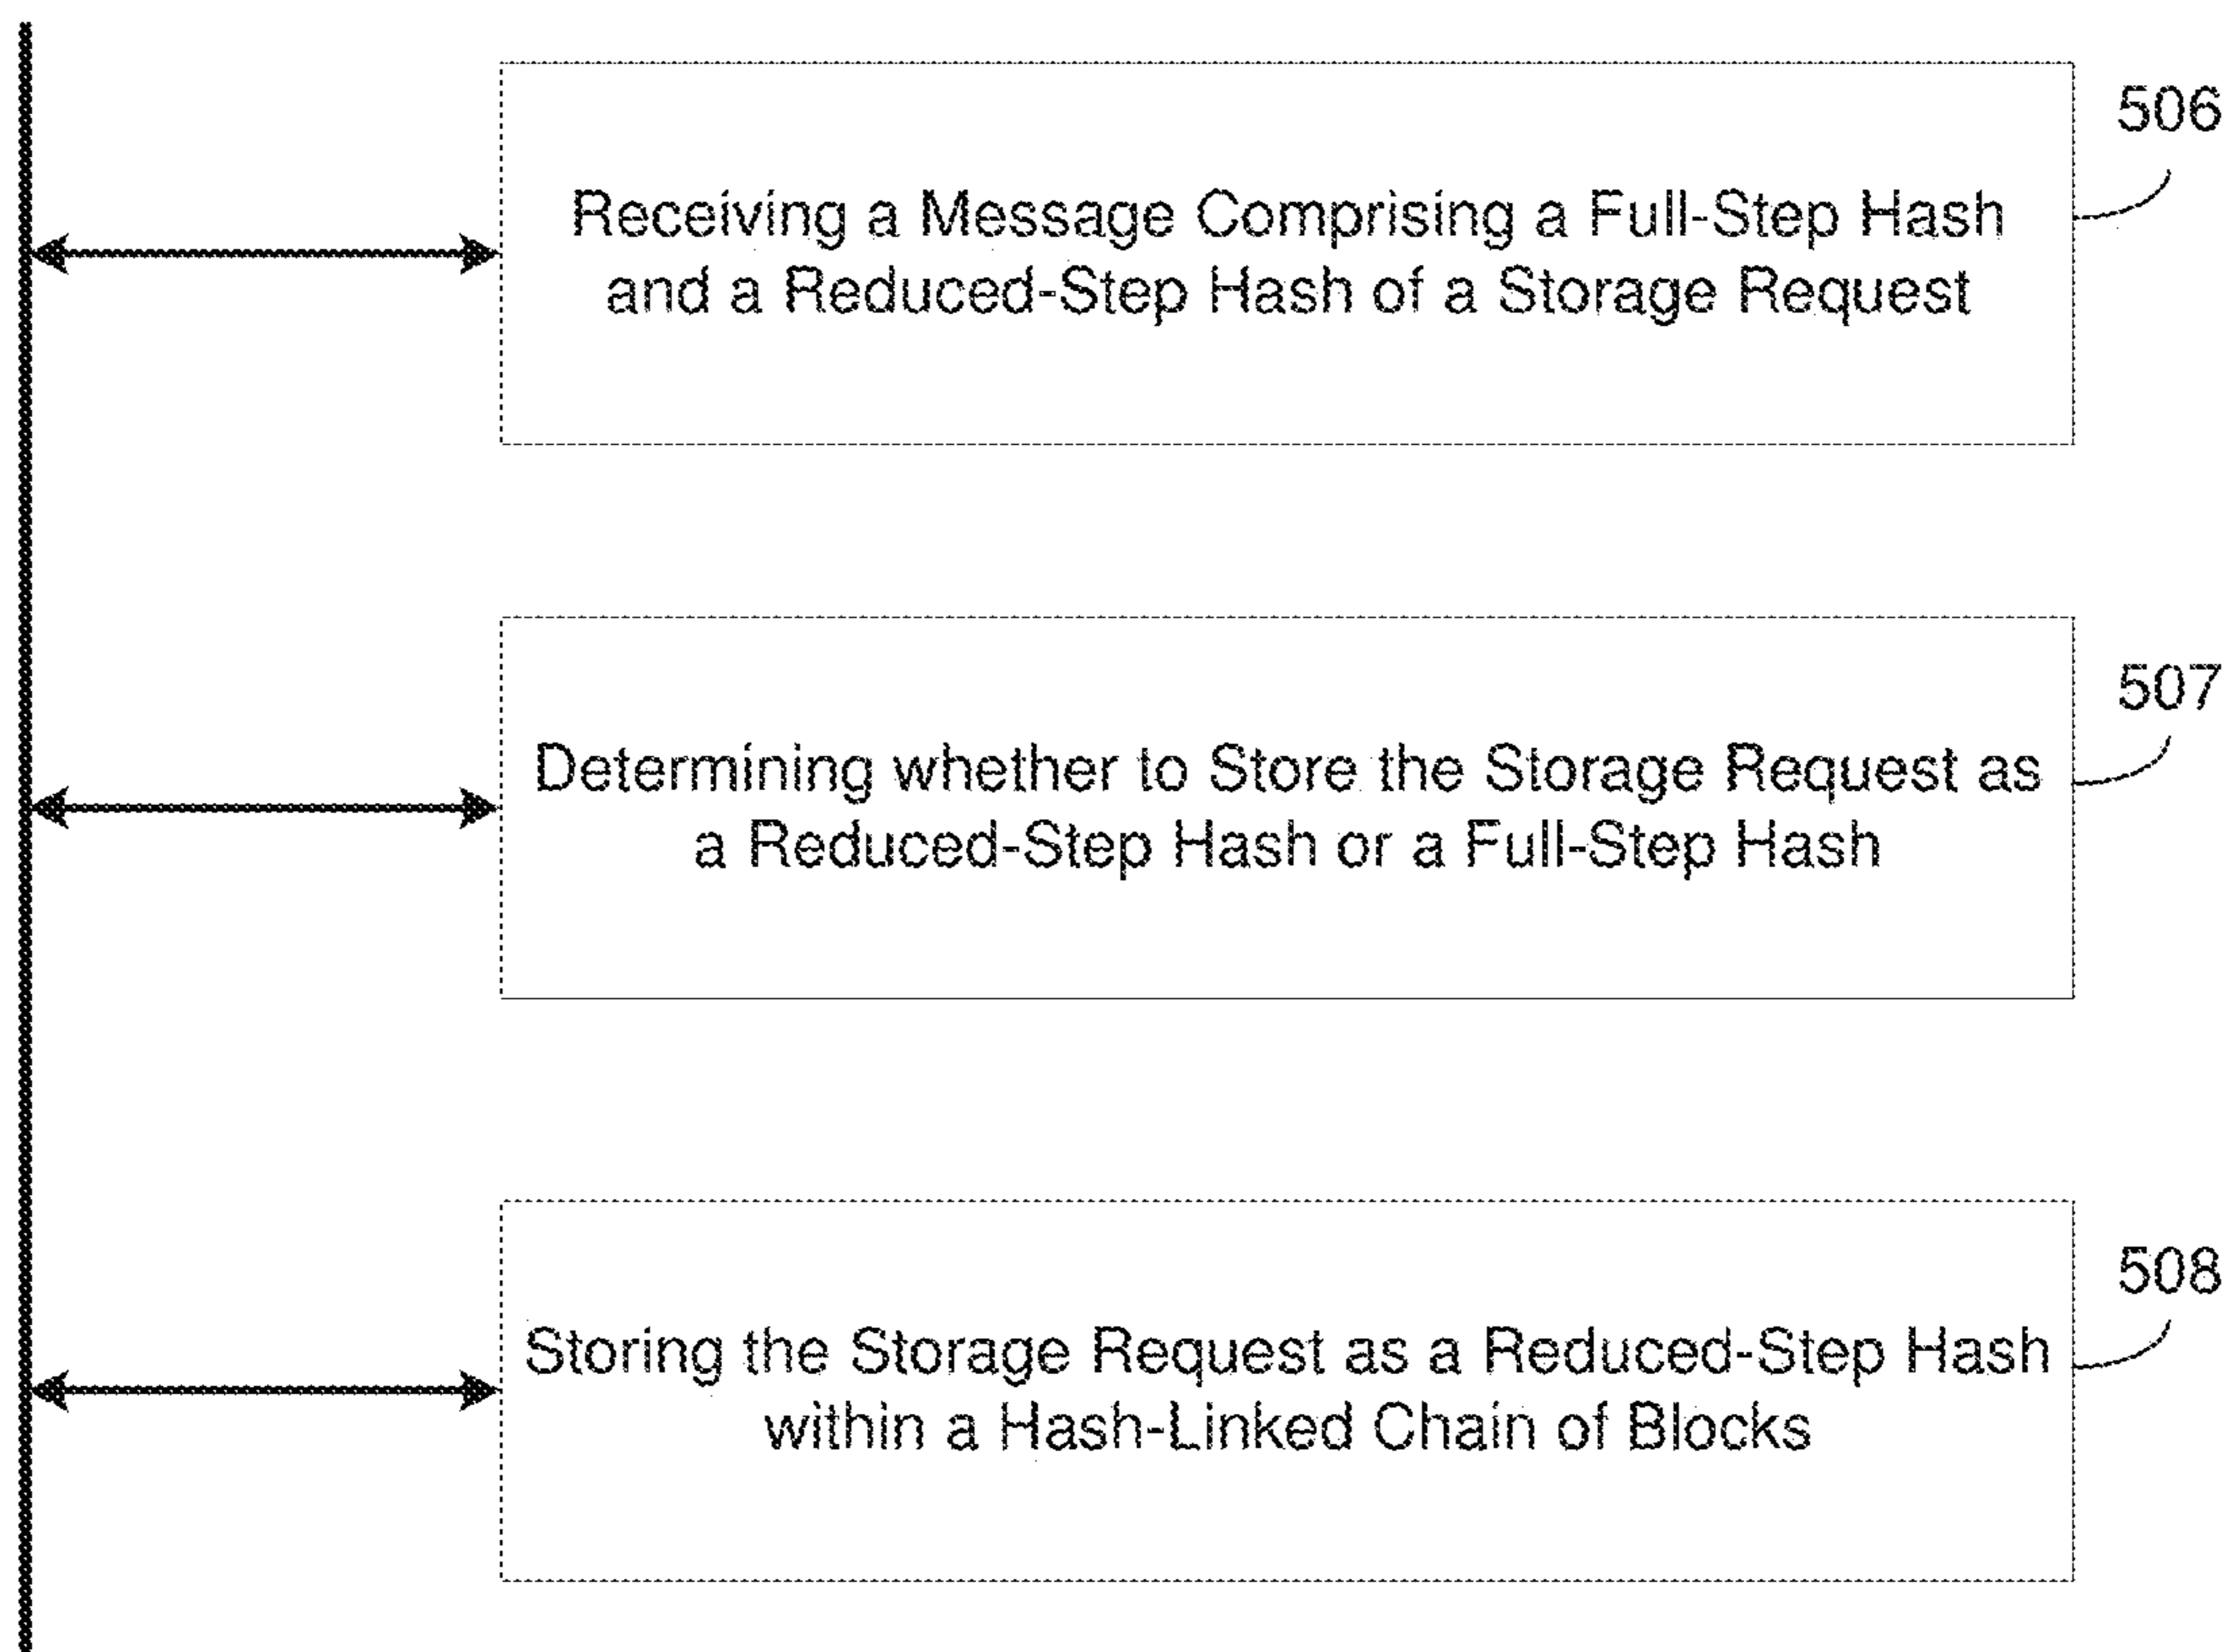 506
Receiving a Message Comprising a Full-Step Hash
and a Reduced-Step Hash of a Storage Request
507
Determining whether to Store the Storage Request as
a Reduced-Step Hash or a Full-Step Hash
508
Storing the Storage Request as a Reduced-Step Hash
within a Hash-Linked Chain of Blocks